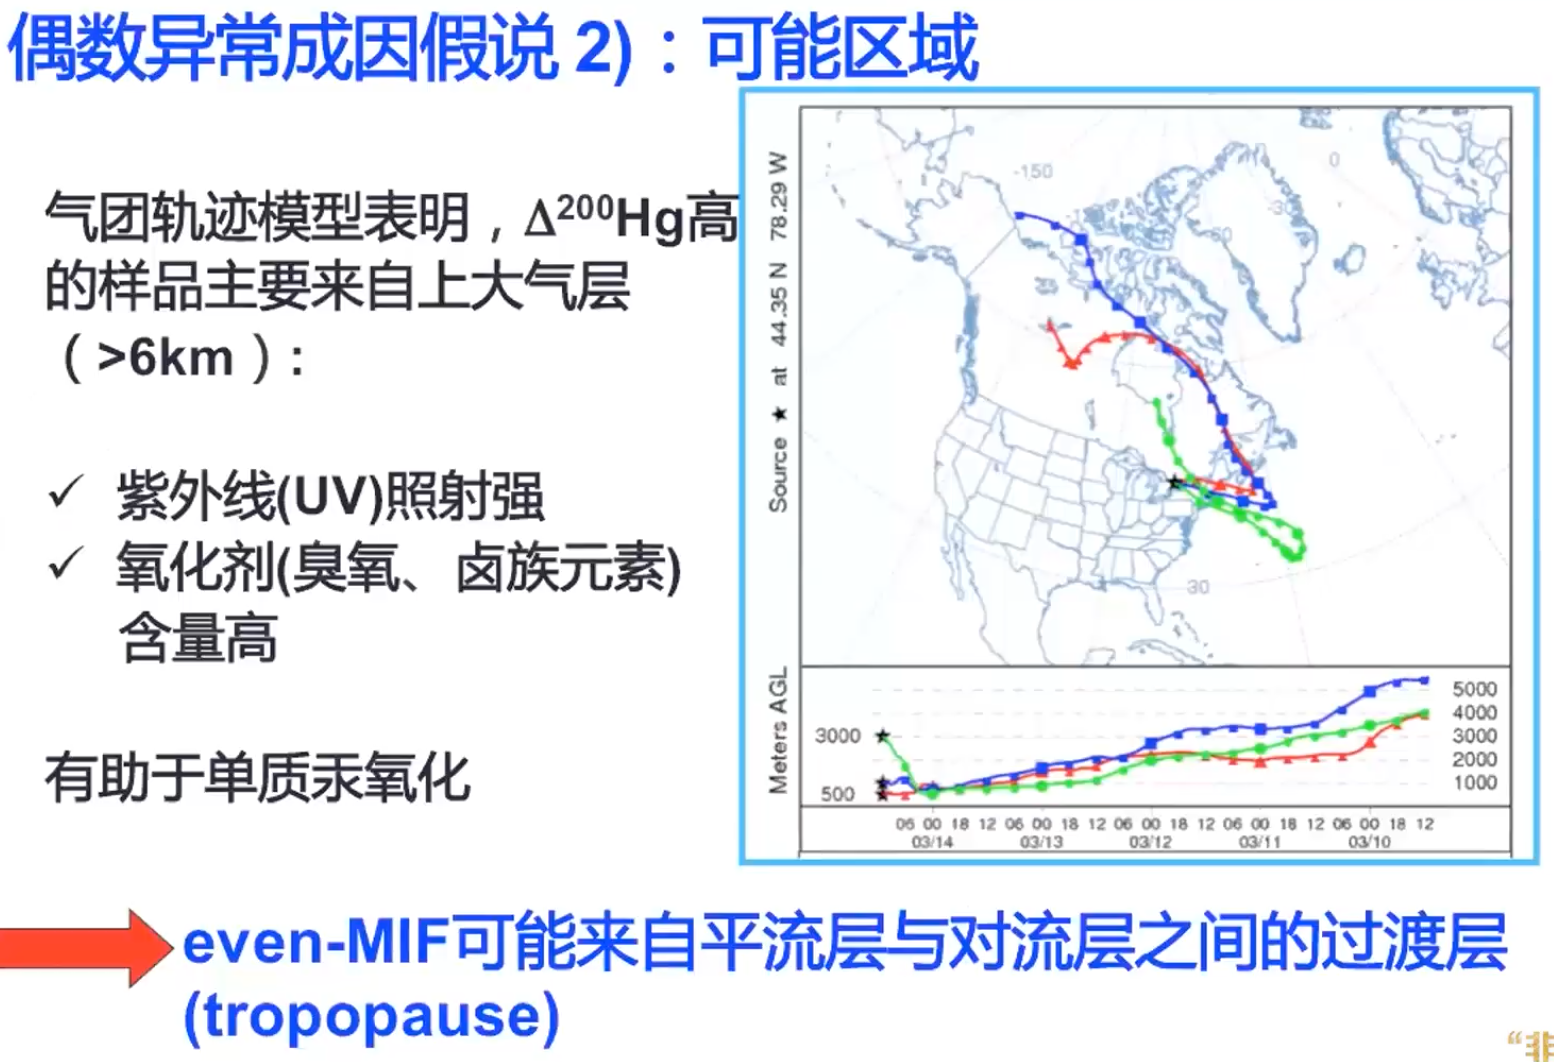 偶数异常成因假说 2)：可能区域
气团轨迹模型表明，Δ²⁰⁰Hg高
的样品主要来自上大气层
（>6km）:
✓ 紫外线(UV)照射强
✓ 氧化剂(臭氧、卤族元素)
含量高
有助于单质汞氧化
Source ★ at 44.35 N 78.29 W
-150
0
30
Meters AGL
3000
500
5000
4000
3000
2000
1000
06 00 18 12 06 00 18 12 06 00 18 12 06 00 18 12 06 00 18 12
03/14 03/13 03/12 03/11 03/10
even-MIF可能来自平流层与对流层之间的过渡层
(tropopause)
“非